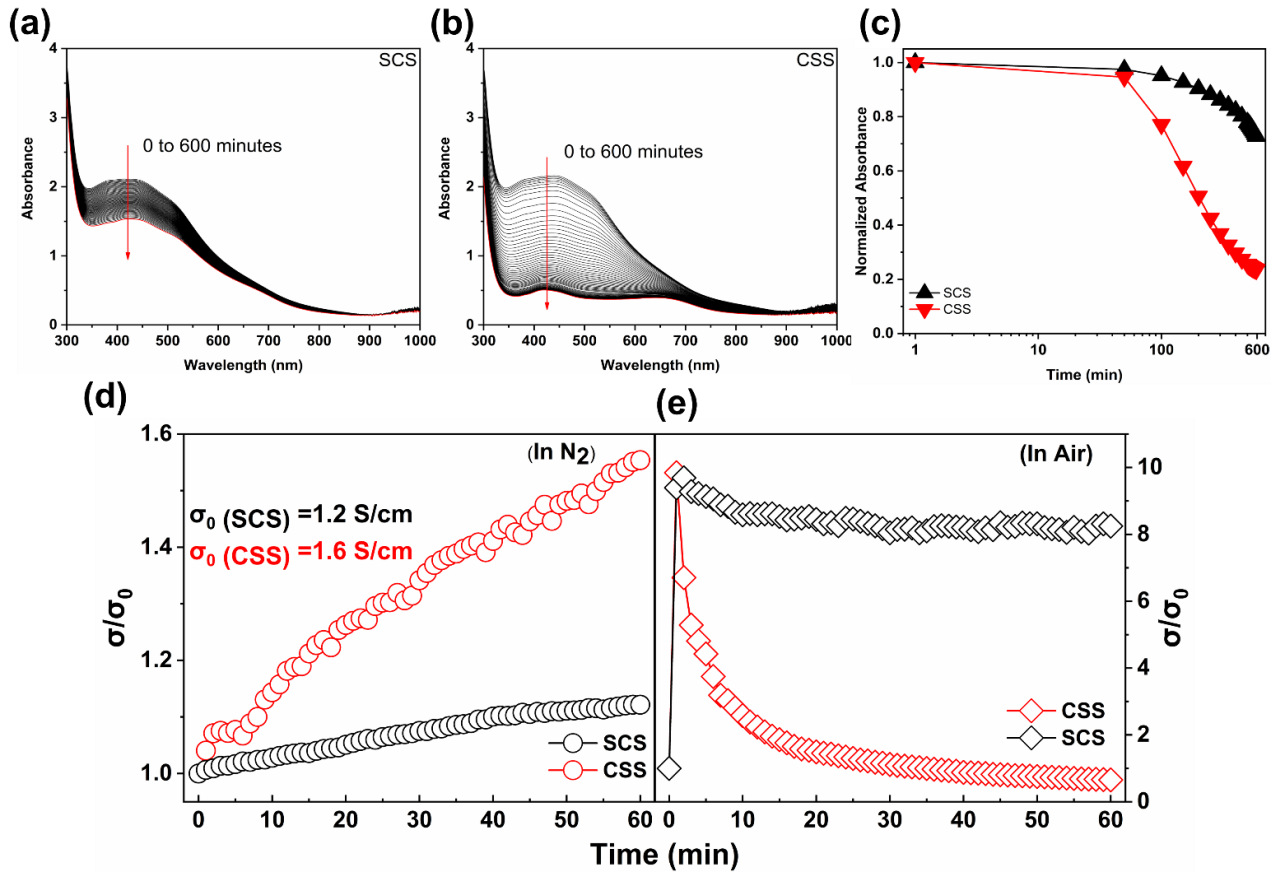 (a)
SCS
0 to 600 minutes
Absorbance
4
3
2
1
0
300 400 500 600 700 800 900 1000
Wavelength (nm)
(b)
CSS
0 to 600 minutes
Absorbance
4
3
2
1
0
300 400 500 600 700 800 900 1000
Wavelength (nm)
(c)
Normalized Absorbance
1.0
0.8
0.6
0.4
0.2
0.0
SCS
CSS
1 10 100 600
Time (min)
(d)
(In N2)
σ0 (SCS) =1.2 S/cm
σ0 (CSS) =1.6 S/cm
σ/σ0
1.6
1.4
1.2
1.0
SCS
CSS
0 10 20 30 40 50 60
(e)
(In Air)
10
8
6
4
2
0
σ/σ0
CSS
SCS
0 10 20 30 40 50 60
Time (min)